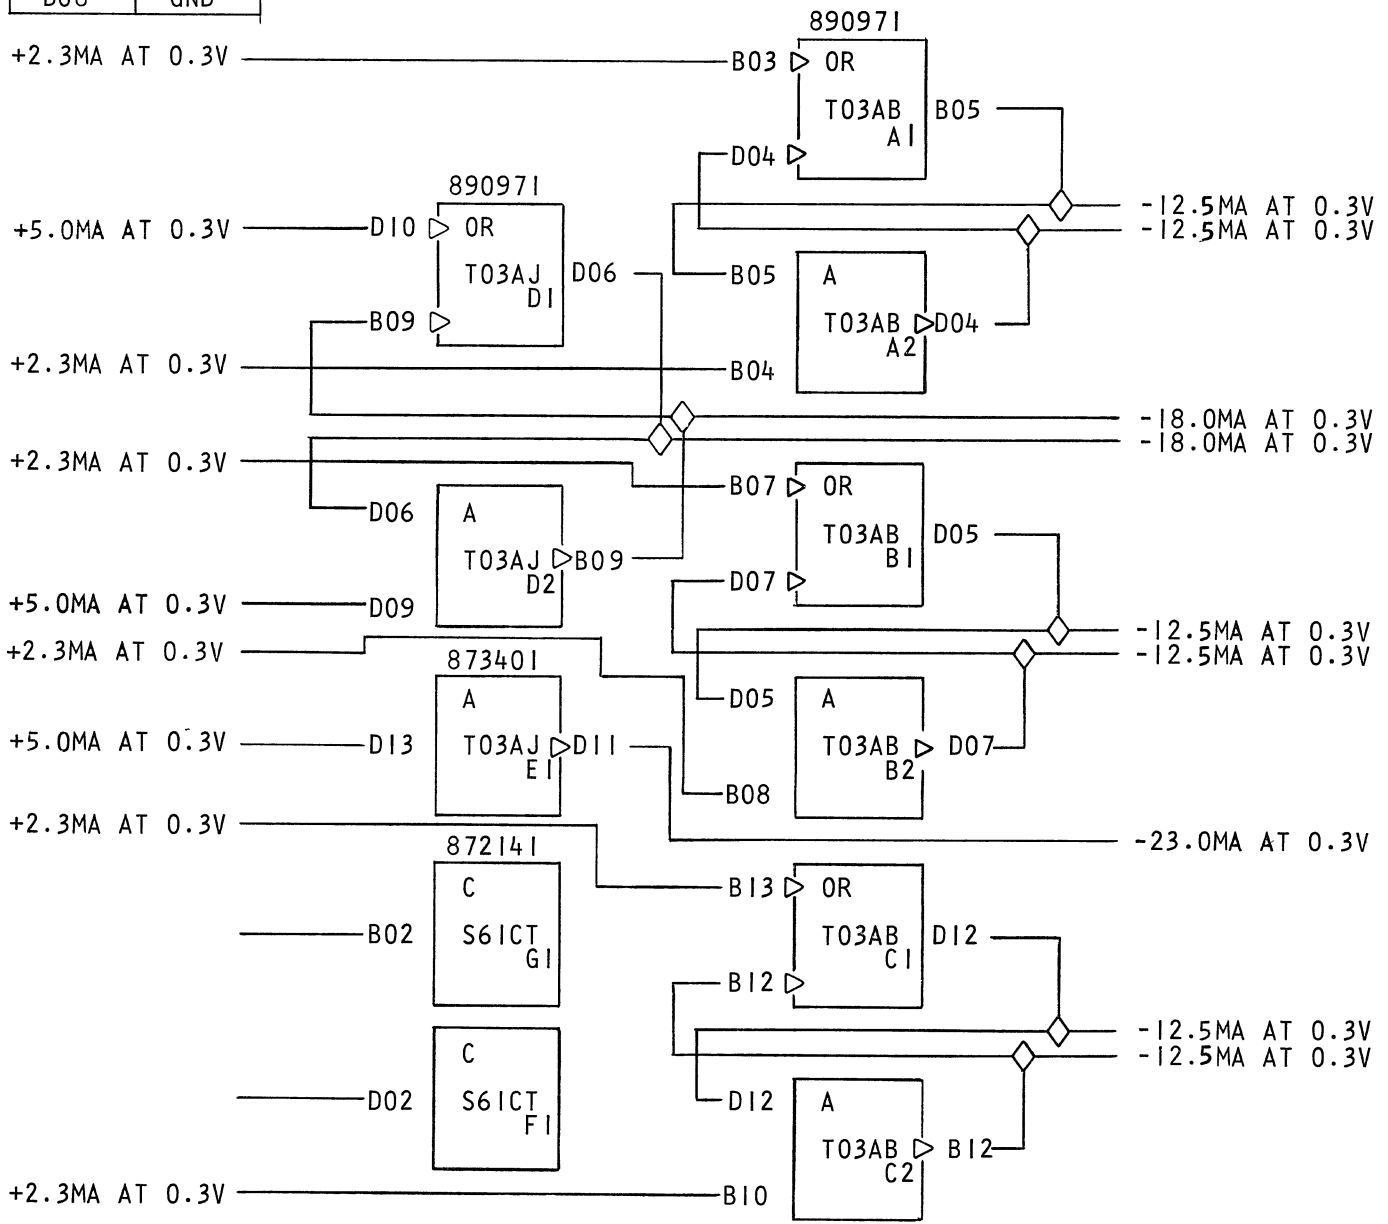 D08 GND
890971
+2.3MA AT 0.3V B03 OR
T03AB B05
A1
D04
890971
-12.5MA AT 0.3V
+5.0MA AT 0.3V D10 OR -12.5MA AT 0.3V
T03AJ D06 B05 A
D1
B09 T03AB D04
A2
+2.3MA AT 0.3V B04
-18.0MA AT 0.3V
-18.0MA AT 0.3V
+2.3MA AT 0.3V
B07 OR
D06 A
T03AB D05
B1
T03AJ B09
D2
D07
+5.0MA AT 0.3V D09
-12.5MA AT 0.3V
+2.3MA AT 0.3V -12.5MA AT 0.3V
873401
A D05 A
+5.0MA AT 0.3V D13 T03AJ D11 T03AB D07
E1 B2
B08
+2.3MA AT 0.3V
-23.0MA AT 0.3V
872141
C B13 OR
B02 S61CT T03AB D12
G1 C1
B12
-12.5MA AT 0.3V
C -12.5MA AT 0.3V
D02 S61CT D12 A
F1
T03AB B12
C2
+2.3MA AT 0.3V B10